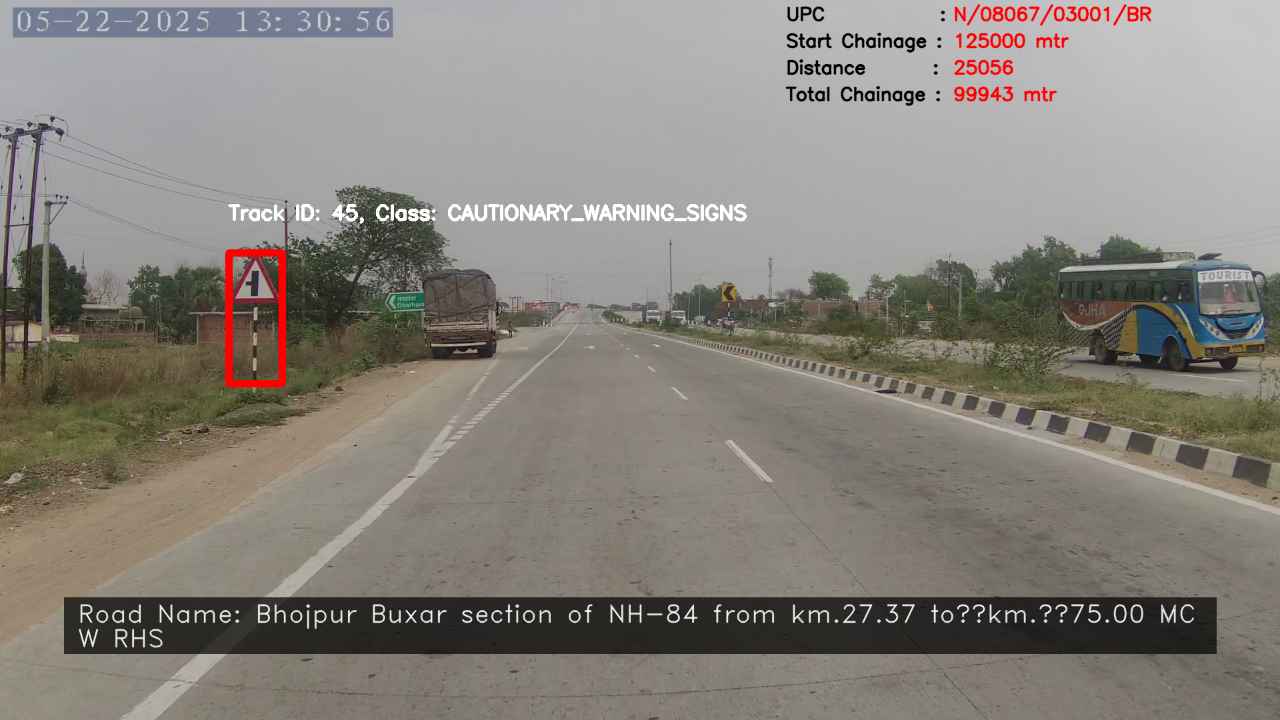 05-22-2025 13:30:56
UPC : N/08067/03001/BR
Start Chainage : 125000 mtr
Distance : 25056
Total Chainage : 99943 mtr
Track ID: 45, Class: CAUTIONARY_WARNING_SIGNS
TOURIST
OJHA
Road Name: Bhojpur Buxar section of NH-84 from km.27.37 to??km.??75.00 MC
W RHS